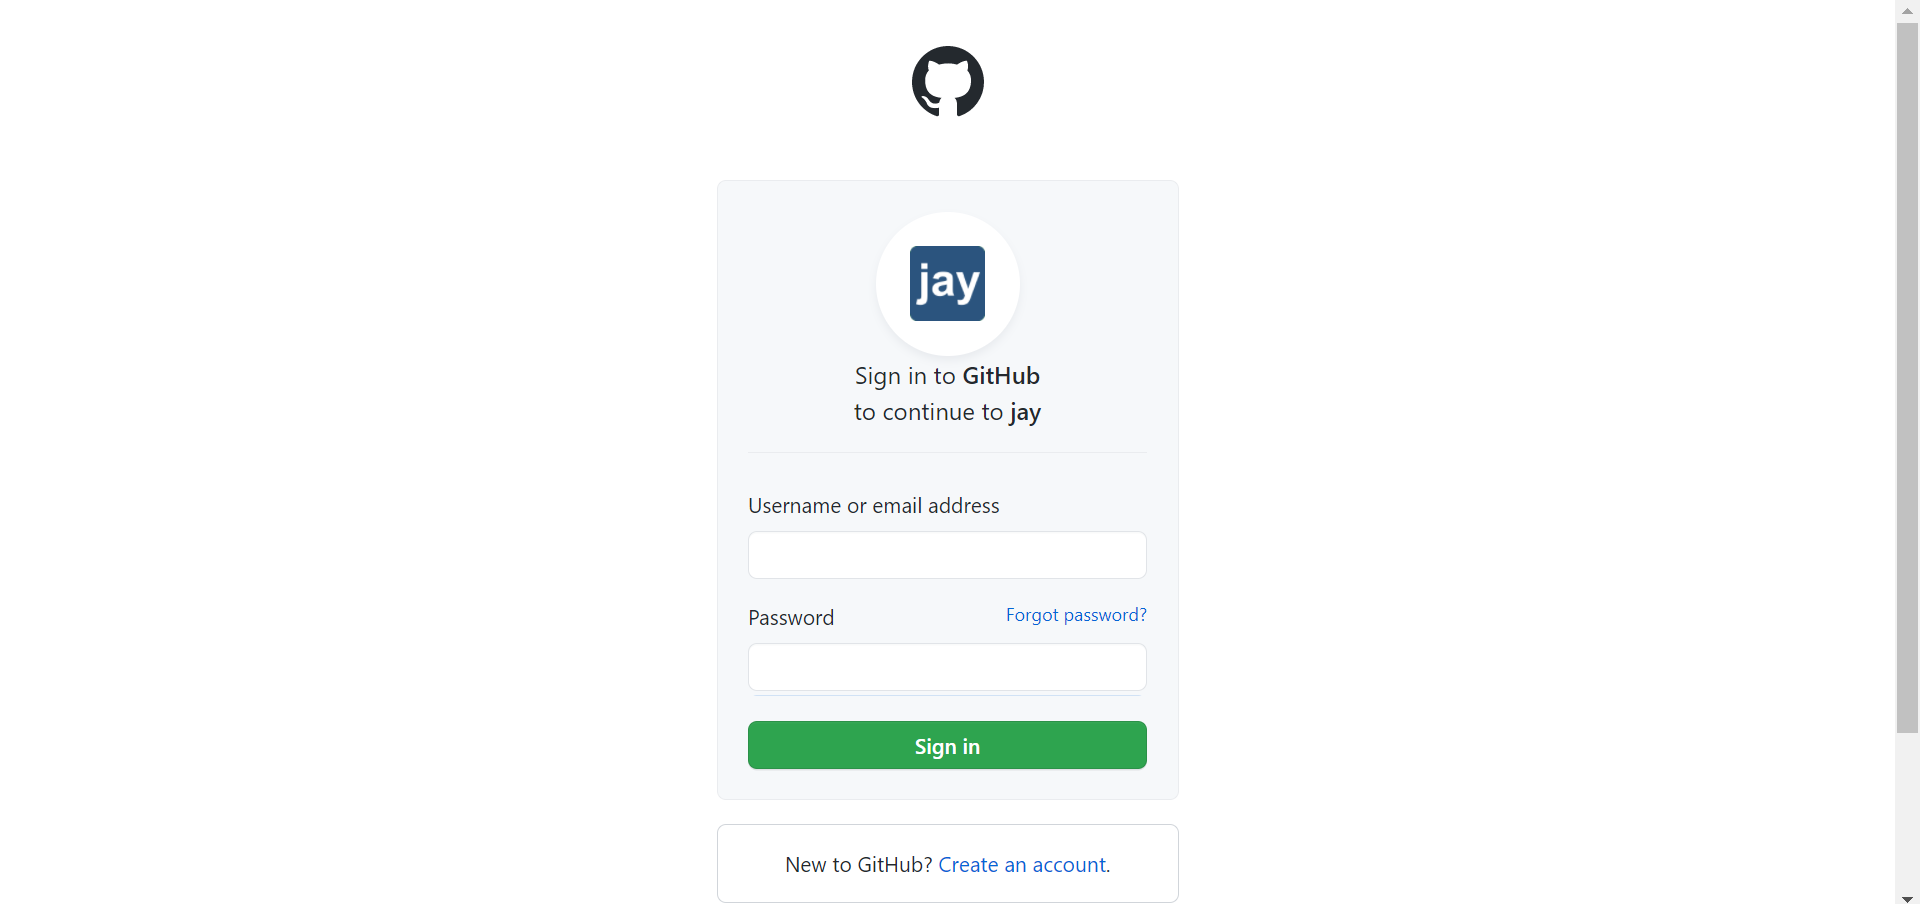 jay
Sign in to GitHub
to continue to jay
Username or email address
Password
Forgot password?
Sign in
New to GitHub? Create an account.